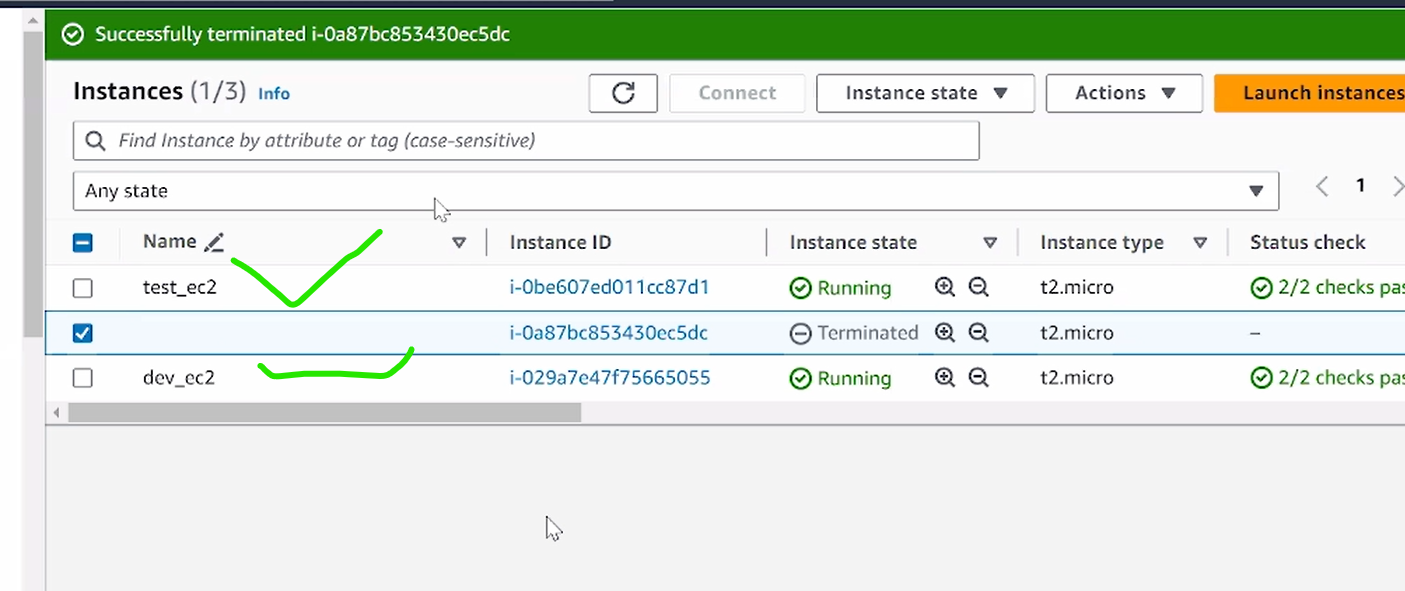 Successfully terminated i-0a87bc853430ec5dc
Instances (1/3) Info Connect Instance state Actions Launch instances
Find Instance by attribute or tag (case-sensitive)
Any state 1
Name Instance ID Instance state Instance type Status check
test_ec2 i-0be607ed011cc87d1 Running t2.micro 2/2 checks pas
i-0a87bc853430ec5dc Terminated t2.micro –
dev_ec2 i-029a7e47f75665055 Running t2.micro 2/2 checks pas